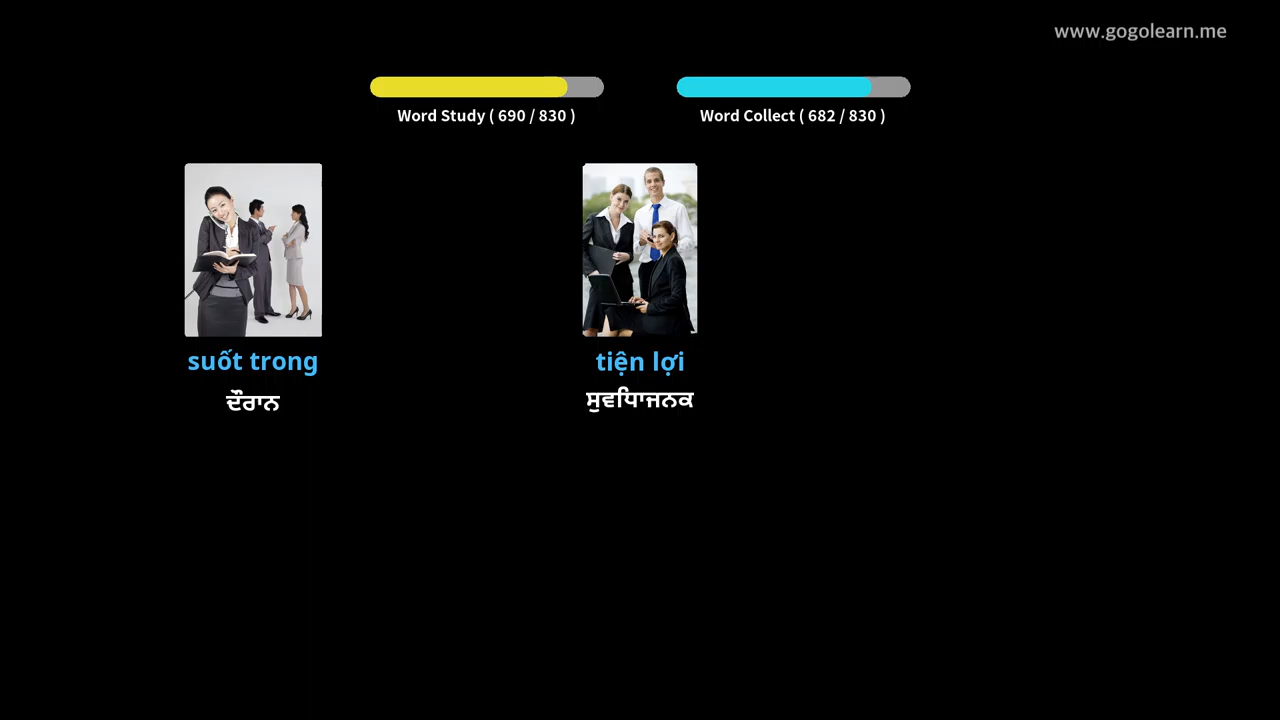 www.gogolearn.me
Word Study ( 690 / 830 )
Word Collect ( 682 / 830 )
suốt trong
ਦੌਰਾਨ
tiện lợi
ਸੁਵਧਿਾਜਨਕ